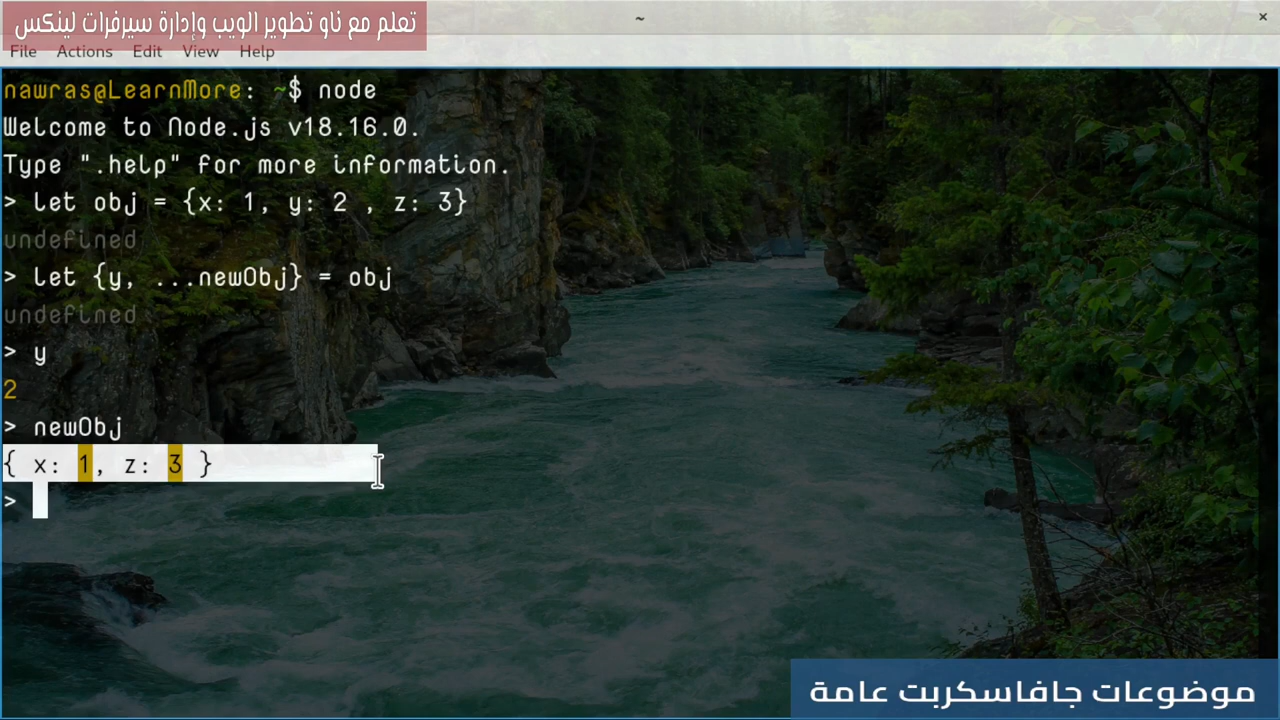 تعلم مع ناو تطوير الويب وإدارة سيرفرات لينكس
~
×
File Actions Edit View Help
nawras@LearnMore: ~$ node
Welcome to Node.js v18.16.0.
Type ".help" for more information.
> let obj = {x: 1, y: 2 , z: 3}
undefined
> let {y, ...newObj} = obj
undefined
> y
2
> newObj
{ x: 1, z: 3 }
>
موضوعات جافاسكربت عامة